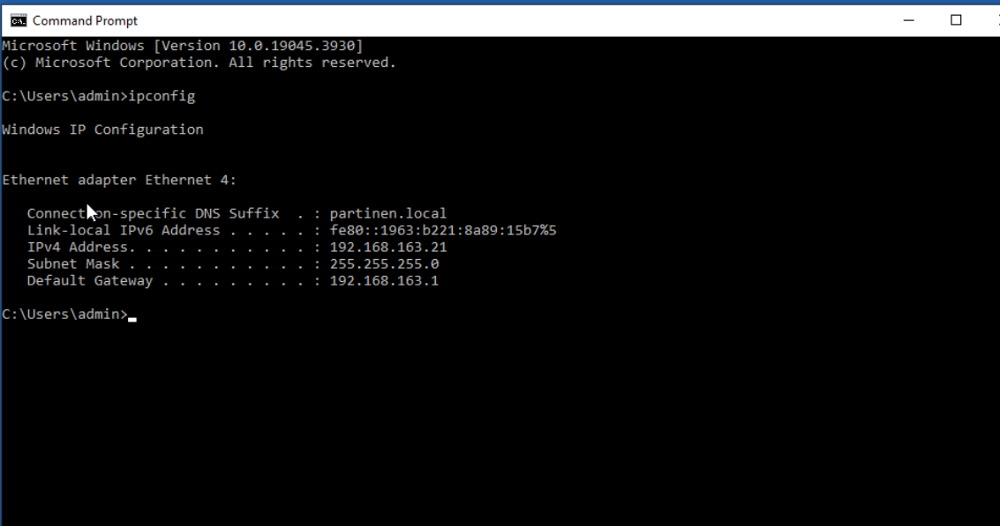 Command Prompt
Microsoft Windows [Version 10.0.19045.3930]
(c) Microsoft Corporation. All rights reserved.
C:\Users\admin>ipconfig
Windows IP Configuration
Ethernet adapter Ethernet 4:
Connection-specific DNS Suffix  . : partinen.local
Link-local IPv6 Address . . . . . : fe80::1963:b221:8a89:15b7%5
IPv4 Address. . . . . . . . . . . : 192.168.163.21
Subnet Mask . . . . . . . . . . . : 255.255.255.0
Default Gateway . . . . . . . . . : 192.168.163.1
C:\Users\admin>